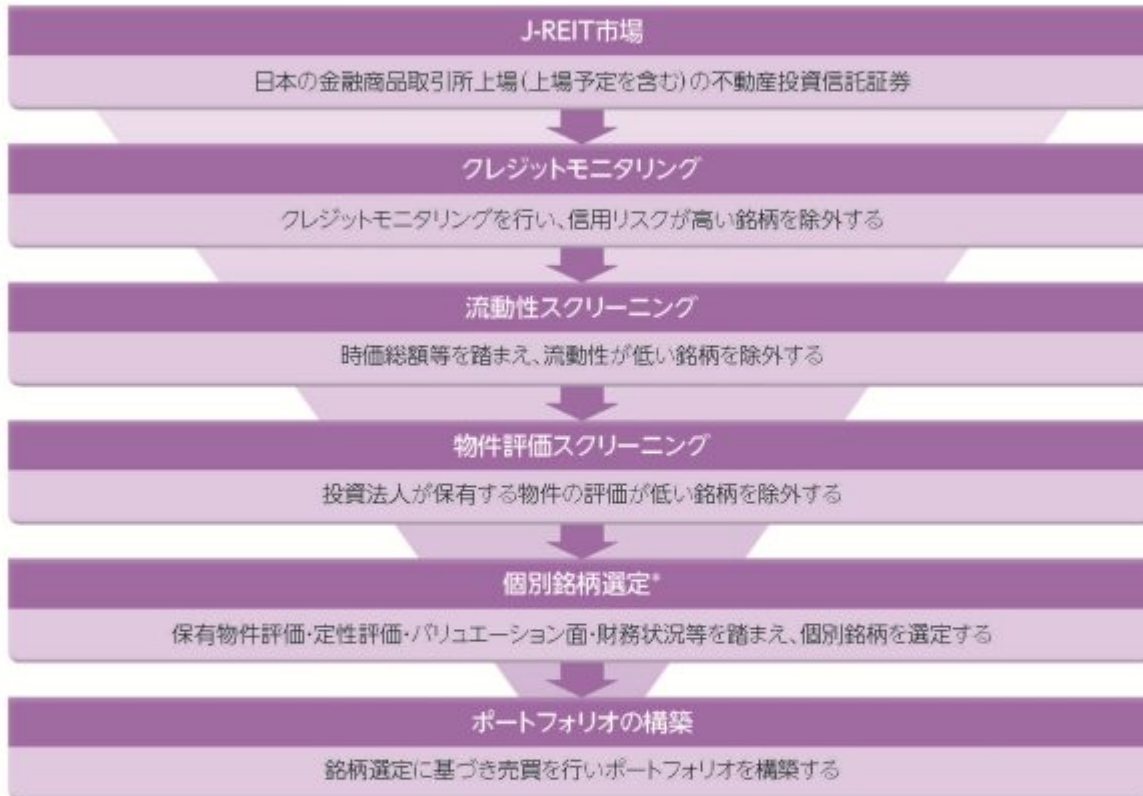 J-REIT市場
日本の金融商品取引所上場(上場予定を含む)の不動産投資信託証券
クレジットモニタリング
クレジットモニタリングを行い、信用リスクが高い銘柄を除外する
流動性スクリーニング
時価総額等を踏まえ、流動性が低い銘柄を除外する
物件評価スクリーニング
投資法人が保有する物件の評価が低い銘柄を除外する
個別銘柄選定*
保有物件評価・定性評価・バリュエーション面・財務状況等を踏まえ、個別銘柄を選定する
ポートフォリオの構築
銘柄選定に基づき売買を行いポートフォリオを構築する